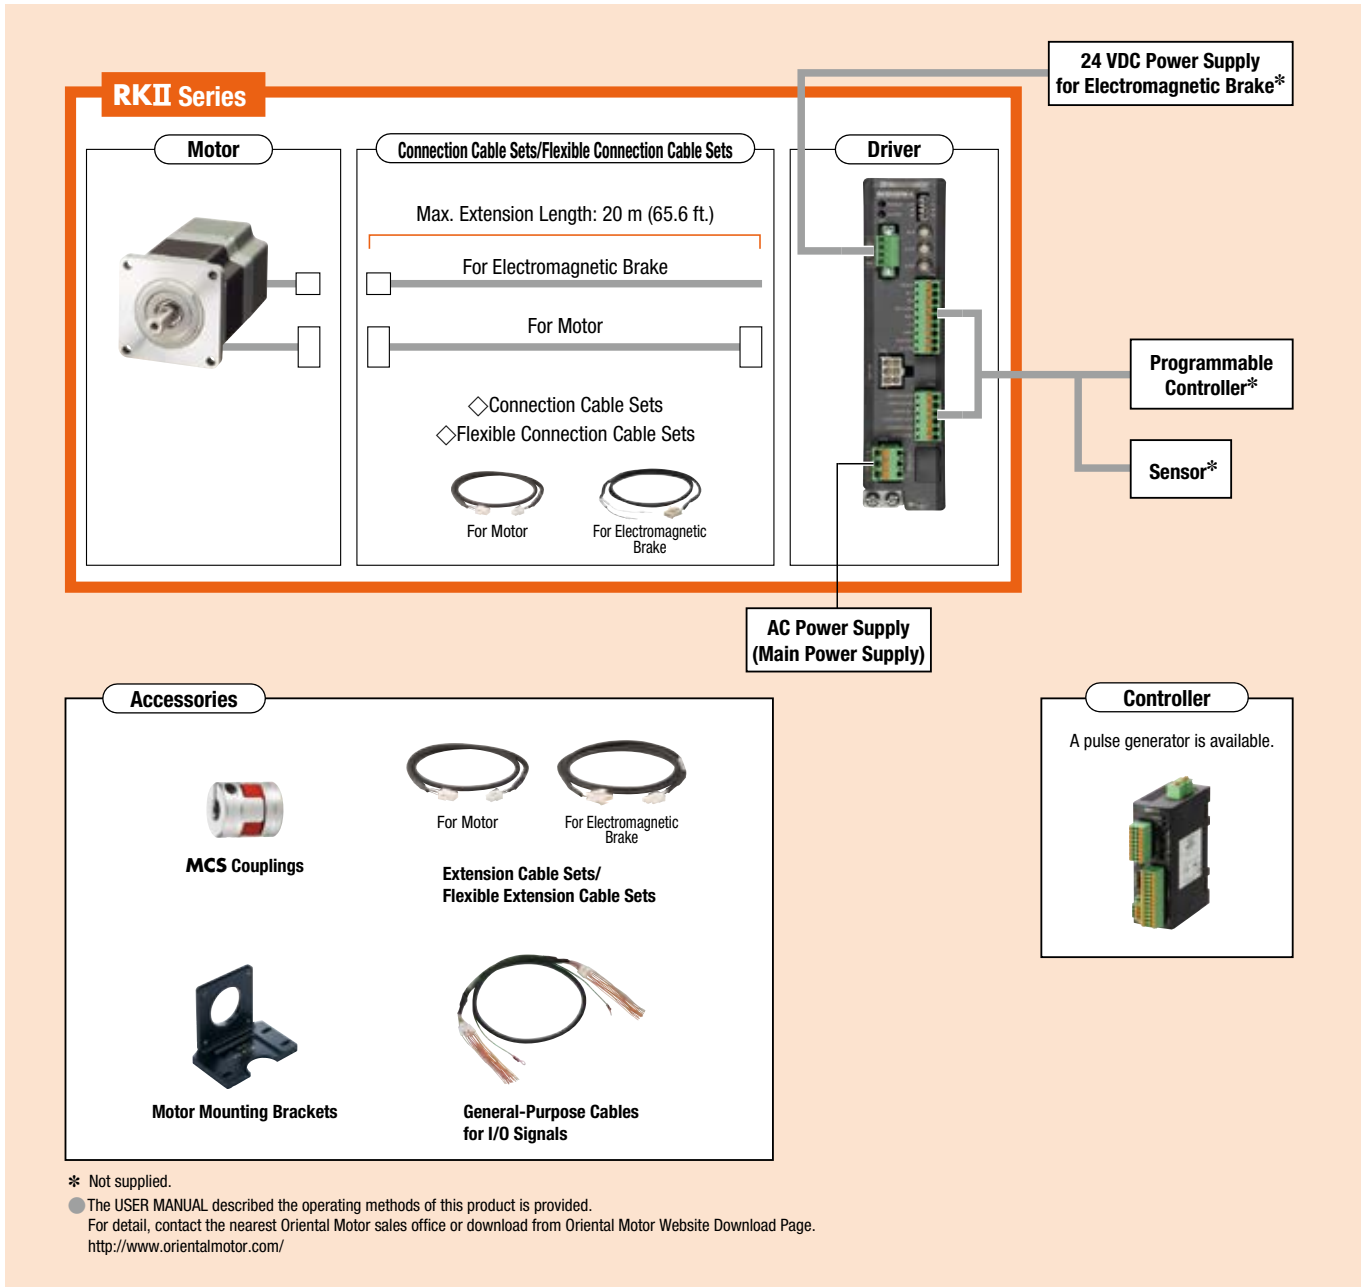 24 VDC Power Supply
for Electromagnetic Brake*
RKII Series
Motor
Connection Cable Sets/Flexible Connection Cable Sets
Driver
Max. Extension Length: 20 m (65.6 ft.)
For Electromagnetic Brake
For Motor
◇Connection Cable Sets
◇Flexible Connection Cable Sets
For Motor
For Electromagnetic
Brake
Programmable
Controller*
Sensor*
AC Power Supply
(Main Power Supply)
Accessories
MCS Couplings
For Motor
For Electromagnetic
Brake
Extension Cable Sets/
Flexible Extension Cable Sets
Motor Mounting Brackets
General-Purpose Cables
for I/O Signals
Controller
A pulse generator is available.
* Not supplied.
●The USER MANUAL described the operating methods of this product is provided.
For detail, contact the nearest Oriental Motor sales office or download from Oriental Motor Website Download Page.
http://www.orientalmotor.com/